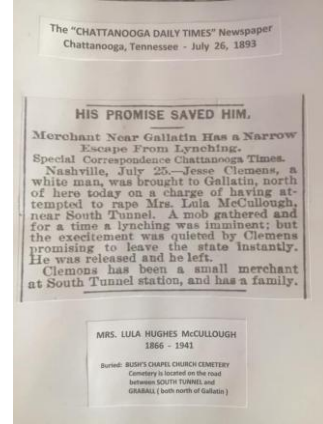 The "CHATTANOOGA DAILY TIMES" Newspaper
Chattanooga, Tennessee - July 26, 1893
HIS PROMISE SAVED HIM.
Merchant Near Gallatin Has a Narrow
Escape From Lynching.
Special Correspondence Chattanooga Times.
Nashville, July 25.—Jesse Clemens, a
white man, was brought to Gallatin, north
of here today on a charge of having at-
tempted to rape Mrs. Lula McCullough,
near South Tunnel. A mob gathered and
for a time a lynching was imminent; but
the execitement was quieted by Clemens
promising to leave the state instantly.
He was released and he left.
Clemons has been a small merchant
at South Tunnel station, and has a family.
MRS. LULA HUGHES McCULLOUGH
1866 - 1941
Buried: BUSH'S CHAPEL CHURCH CEMETERY
Cemetery is located on the road
between SOUTH TUNNEL and
GRABALL ( both north of Gallatin )